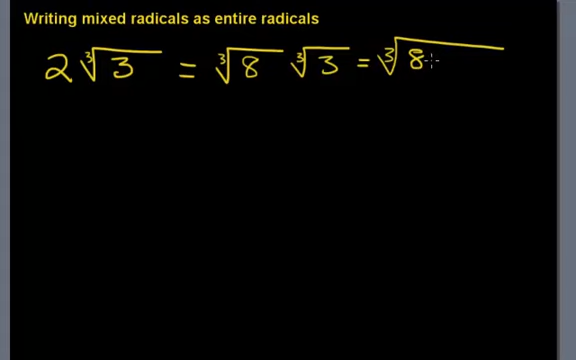 Writing mixed radicals as entire radicals
2∛3 = ∛8 ∛3 = ∛8